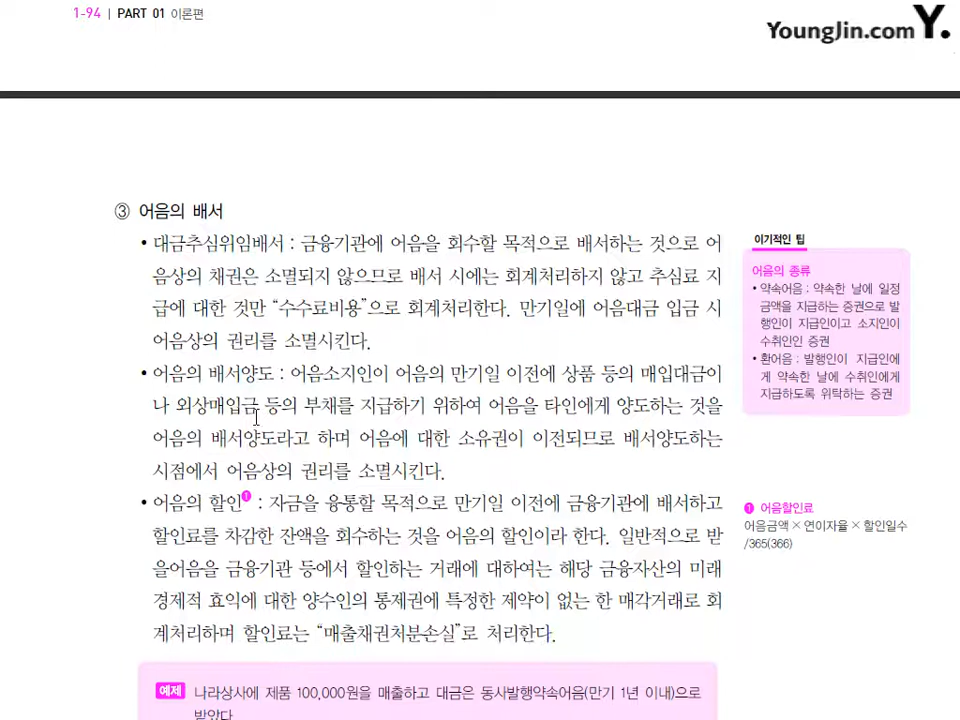 1-94 | PART 01 이론편
YoungJin.com Y.
③ 어음의 배서
• 대금추심위임배서 : 금융기관에 어음을 회수할 목적으로 배서하는 것으로 어
음상의 채권은 소멸되지 않으므로 배서 시에는 회계처리하지 않고 추심료 지
급에 대한 것만 “수수료비용”으로 회계처리한다. 만기일에 어음대금 입금 시
어음상의 권리를 소멸시킨다.
• 어음의 배서양도 : 어음소지인이 어음의 만기일 이전에 상품 등의 매입대금이
나 외상매입금 등의 부채를 지급하기 위하여 어음을 타인에게 양도하는 것을
어음의 배서양도라고 하며 어음에 대한 소유권이 이전되므로 배서양도하는
시점에서 어음상의 권리를 소멸시킨다.
• 어음의 할인❶ : 자금을 융통할 목적으로 만기일 이전에 금융기관에 배서하고
할인료를 차감한 잔액을 회수하는 것을 어음의 할인이라 한다. 일반적으로 받
을어음을 금융기관 등에서 할인하는 거래에 대하여는 해당 금융자산의 미래
경제적 효익에 대한 양수인의 통제권에 특정한 제약이 없는 한 매각거래로 회
계처리하며 할인료는 “매출채권처분손실”로 처리한다.
이기적인 팁
어음의 종류
• 약속어음 : 약속한 날에 일정
금액을 지급하는 증권으로 발
행인이 지급인이고 소지인이
수취인인 증권
• 환어음 : 발행인이 지급인에
게 약속한 날에 수취인에게
지급하도록 위탁하는 증권
❶ 어음할인료
어음금액 × 연이자율 × 할인일수
/365(366)
예제 나라상사에 제품 100,000원을 매출하고 대금은 동사발행약속어음(만기 1년 이내)으로
받았다